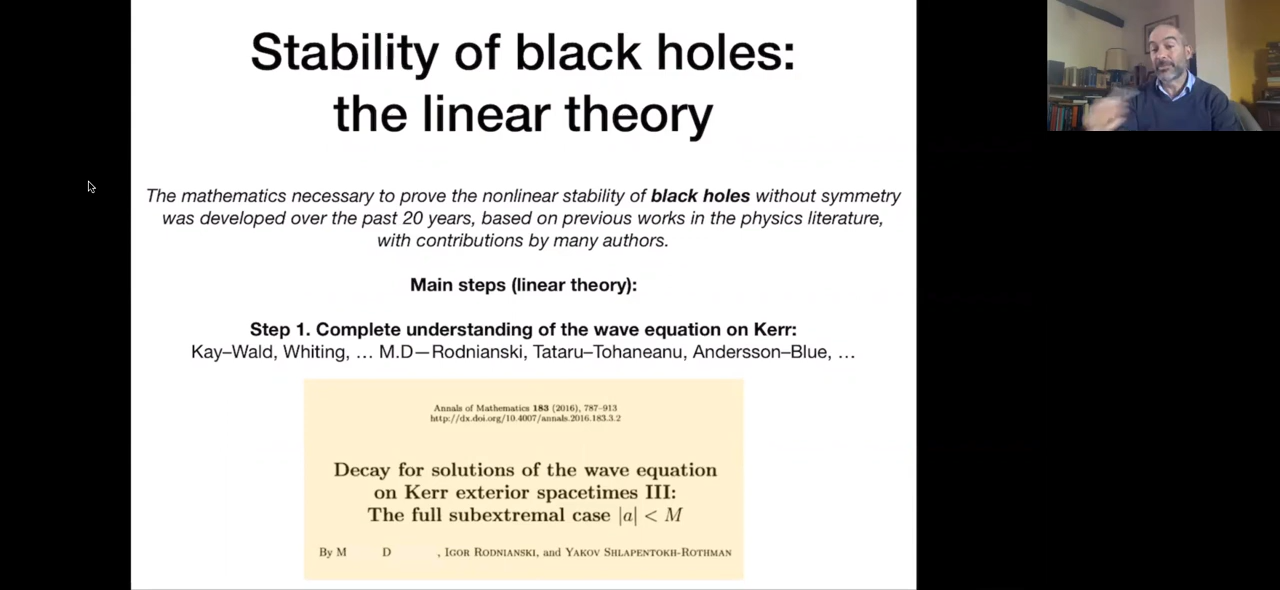 Stability of black holes:
the linear theory
The mathematics necessary to prove the nonlinear stability of black holes without symmetry
was developed over the past 20 years, based on previous works in the physics literature,
with contributions by many authors.
Main steps (linear theory):
Step 1. Complete understanding of the wave equation on Kerr:
Kay–Wald, Whiting, … M.D—Rodnianski, Tataru–Tohaneanu, Andersson–Blue, …
Annals of Mathematics 183 (2016), 787–913
http://dx.doi.org/10.4007/annals.2016.183.3.2
Decay for solutions of the wave equation
on Kerr exterior spacetimes III:
The full subextremal case |a| < M
By M D , Igor Rodnianski, and Yakov Shlapentokh-Rothman